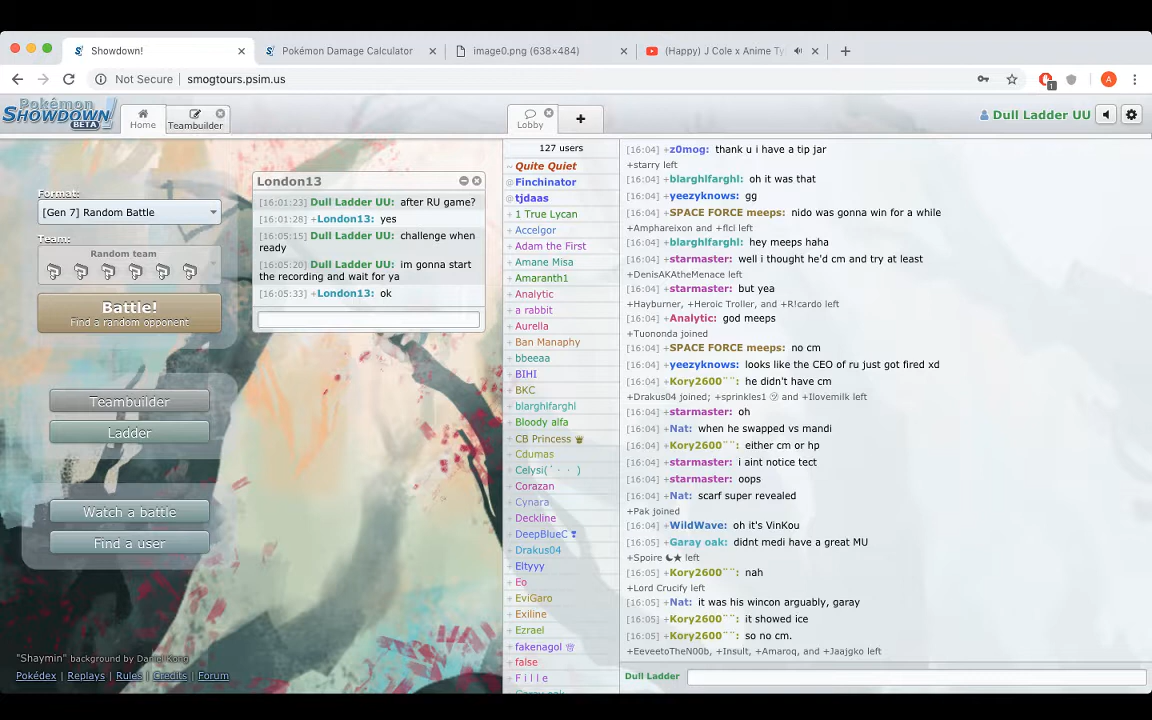 Showdown!
Pokémon Damage Calculator
image0.png (638×484)
(Happy) J Cole x Anime Ty
Not Secure
smogtours.psim.us
1
A
Pokémon
SHOWDOWN!
BETA
Home
Teambuilder
Lobby
Dull Ladder UU
Format:
[Gen 7] Random Battle
Team:
Random team
Battle!
Find a random opponent
Teambuilder
Ladder
Watch a battle
Find a user
"Shaymin" background by Daniel Kong
Pokédex | Replays | Rules | Credits | Forum
London13
[16:01:23] Dull Ladder UU: after RU game?
[16:01:28] +London13: yes
[16:05:15] Dull Ladder UU: challenge when
ready
[16:05:20] Dull Ladder UU: im gonna start
the recording and wait for ya
[16:05:33] +London13: ok
127 users
~ Quite Quiet
@ Finchinator
@ tjdaas
+ 1 True Lycan
+ Accelgor
+ Adam the First
+ Amane Misa
+ Amaranth1
+ Analytic
+ a rabbit
+ Aurella
+ Ban Manaphy
+ bbeeaa
+ BIHI
+ BKC
+ blarghlfarghl
+ Bloody alfa
+ CB Princess ♛
+ Cdumas
+ Celysi(´・・ )
+ Corazan
+ Cynara
+ Deckline
+ DeepBlueC ❣
+ Drakus04
+ Eltyyy
+ Eo
+ EviGaro
+ Exiline
+ Ezrael
+ fakenagol
+ false
+ F i l l e
[16:04] +z0mog: thank u i have a tip jar
+starry left
[16:04] +blarghlfarghl: oh it was that
[16:04] +yeezyknows: gg
[16:04] +SPACE FORCE meeps: nido was gonna win for a while
+Amphareixon and +flcl left
[16:04] +blarghlfarghl: hey meeps haha
[16:04] +starmaster: well i thought he'd cm and try at least
+DenisAKAtheMenace left
[16:04] +starmaster: but yea
+Hayburner, +Heroic Troller, and +R!cardo left
[16:04] +Analytic: god meeps
+Tuononda joined
[16:04] +SPACE FORCE meeps: no cm
[16:04] +yeezyknows: looks like the CEO of ru just got fired xd
[16:04] +Kory2600¨¨: he didn't have cm
+Drakus04 joined; +sprinkles1 ㋡ and +Ilovemilk left
[16:04] +starmaster: oh
[16:04] +Nat: when he swapped vs mandi
[16:04] +Kory2600¨¨: either cm or hp
[16:04] +starmaster: i aint notice tect
[16:04] +starmaster: oops
[16:04] +Nat: scarf super revealed
+Pak joined
[16:04] +WildWave: oh it's VinKou
[16:05] +Garay oak: didnt medi have a great MU
+Spoire ☾★ left
[16:05] +Kory2600¨¨: nah
+Lord Crucify left
[16:05] +Nat: it was his wincon arguably, garay
[16:05] +Kory2600¨¨: it showed ice
[16:05] +Kory2600¨¨: so no cm.
+EeveetoTheN00b, +Insult, +Amaroq, and +Jaajgko left
Dull Ladder